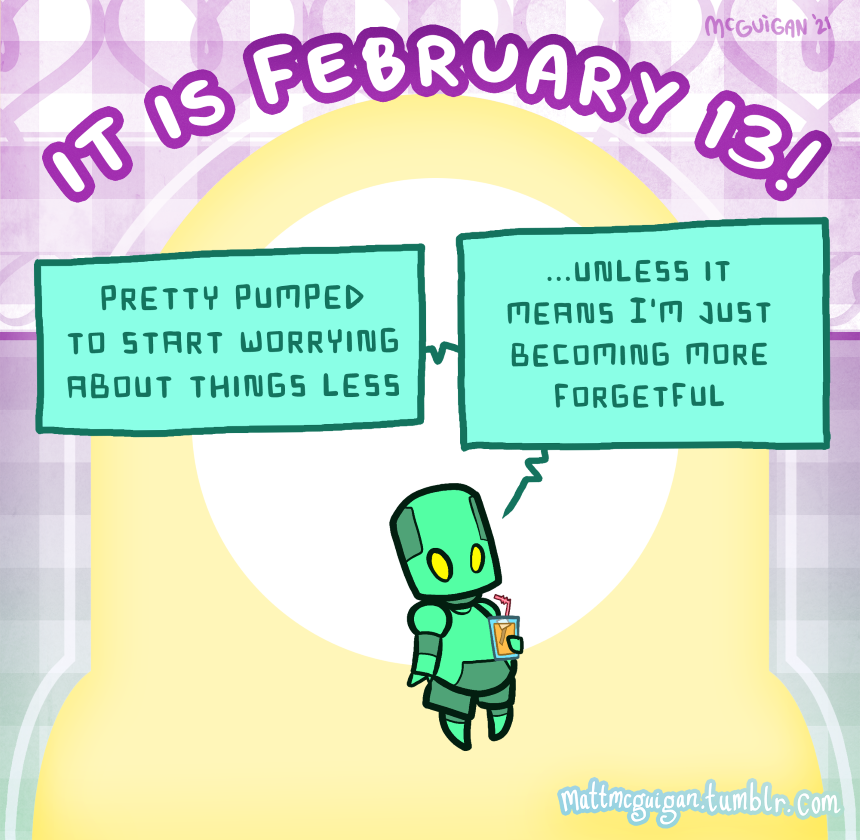 McGUiGAN '21
IT IS FEBRUARY 13!
PRETTY PUMPED
TO START WORRYING
ABOUT THINGS LESS
...UNLESS IT
MEANS I'M JUST
BECOMING MORE
FORGETFUL
mattmcguigan.tumblr.com